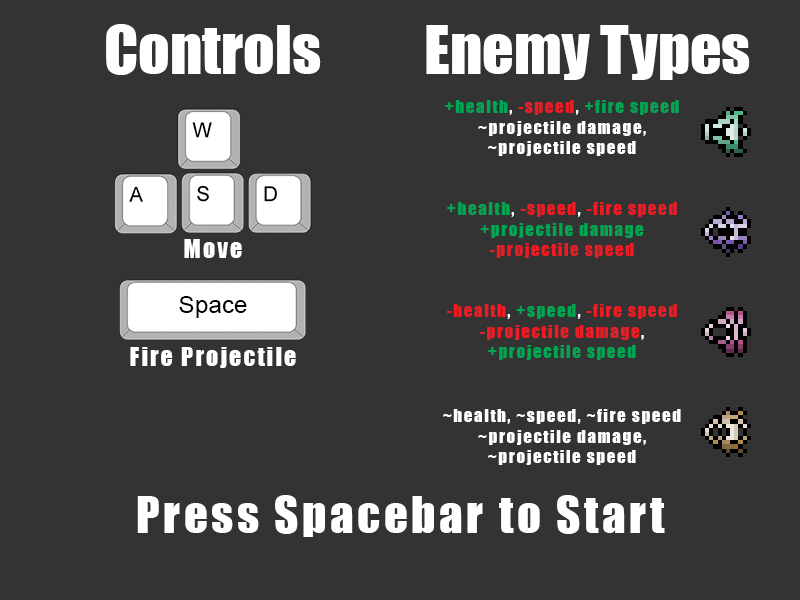 Controls
W
A S D
Move
Space
Fire Projectile
Enemy Types
+health, -speed, +fire speed
~projectile damage,
~projectile speed
+health, -speed, -fire speed
+projectile damage
-projectile speed
-health, +speed, -fire speed
-projectile damage,
+projectile speed
~health, ~speed, ~fire speed
~projectile damage,
~projectile speed
Press Spacebar to Start